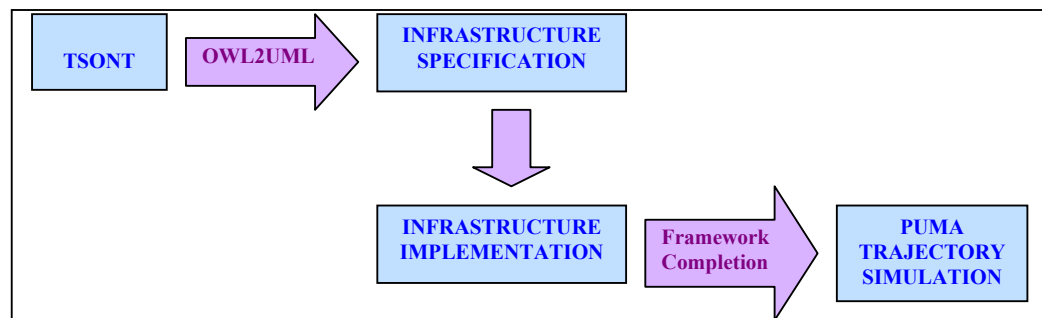 TSONT
OWL2UML
INFRASTRUCTURE
SPECIFICATION
INFRASTRUCTURE
IMPLEMENTATION
Framework
Completion
PUMA
TRAJECTORY
SIMULATION